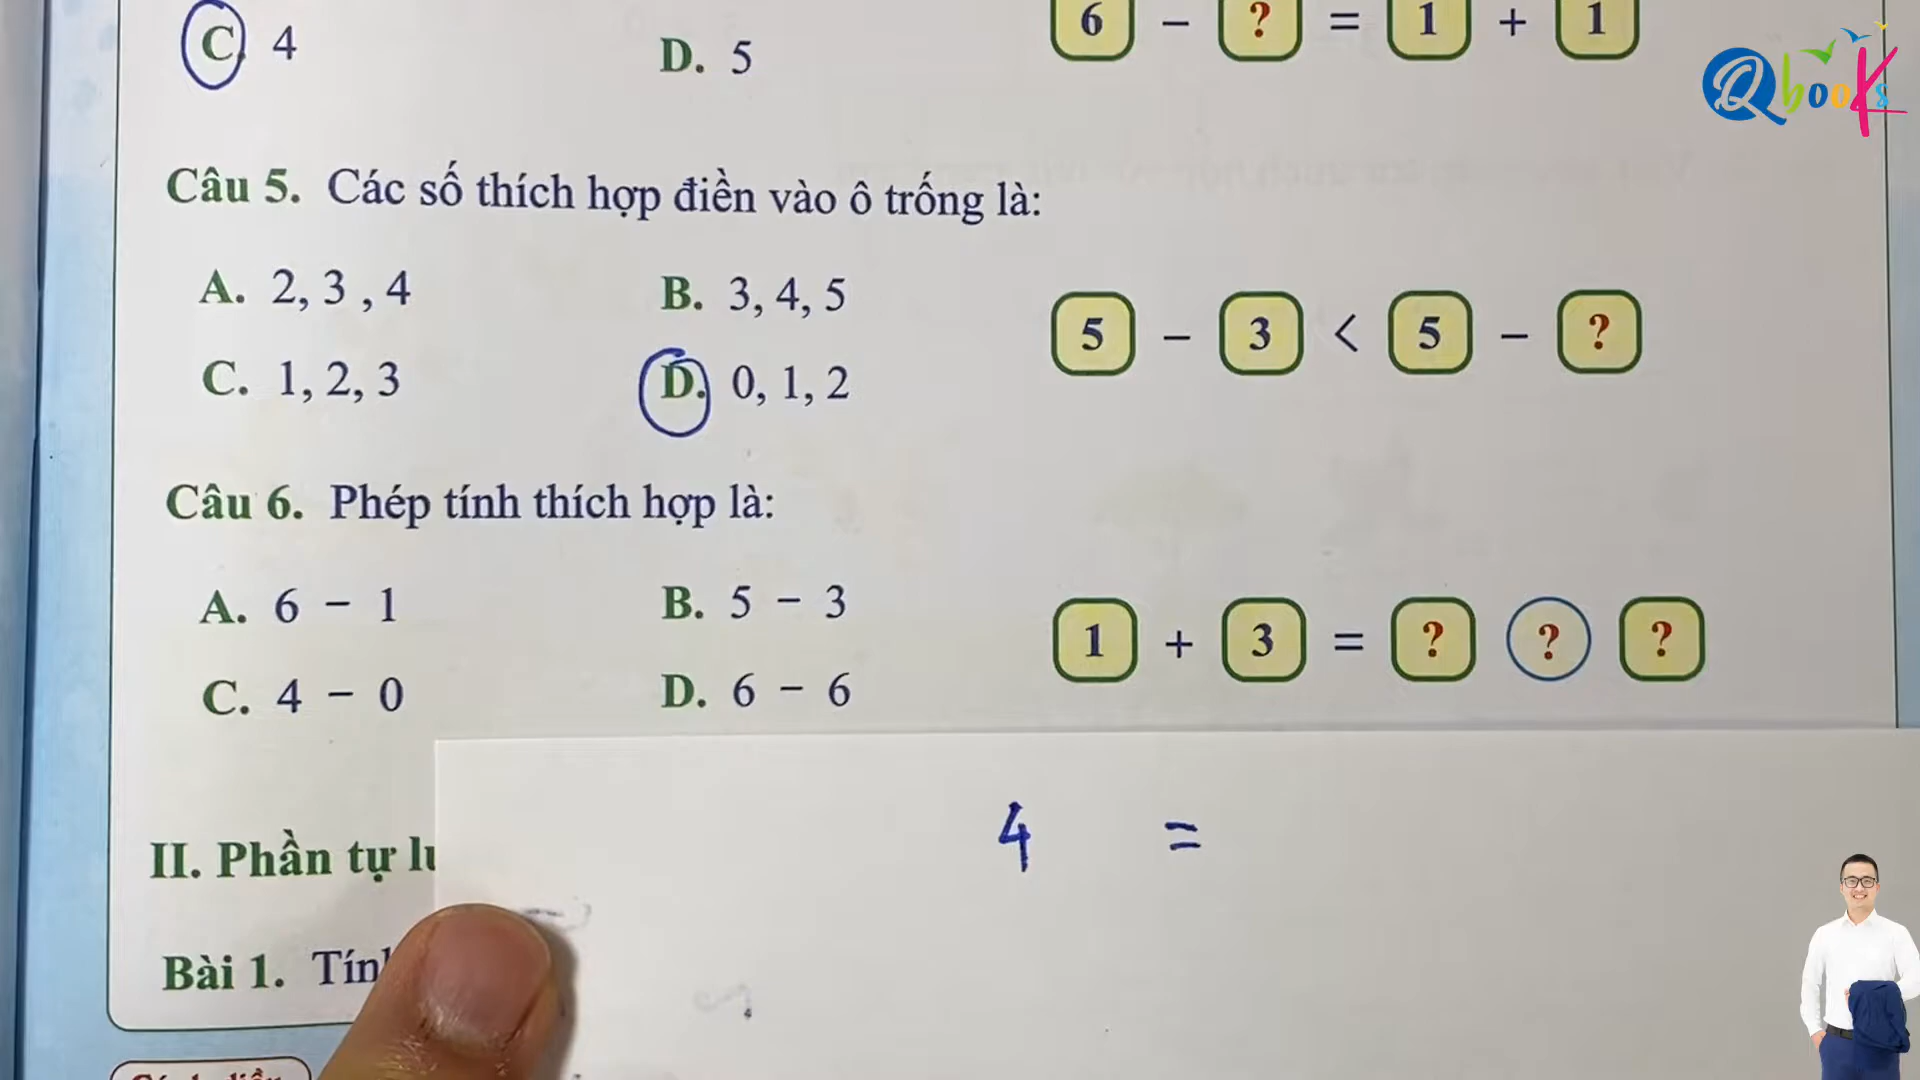 C. 4
D. 5
6 - ? = 1 + 1
Qbooks
Câu 5. Các số thích hợp điền vào ô trống là:
A. 2, 3 , 4
B. 3, 4, 5
5 - 3 < 5 - ?
C. 1, 2, 3
D. 0, 1, 2
Câu 6. Phép tính thích hợp là:
A. 6 - 1
B. 5 - 3
1 + 3 = ? ? ?
C. 4 - 0
D. 6 - 6
4 =
II. Phần tự
Bài 1.